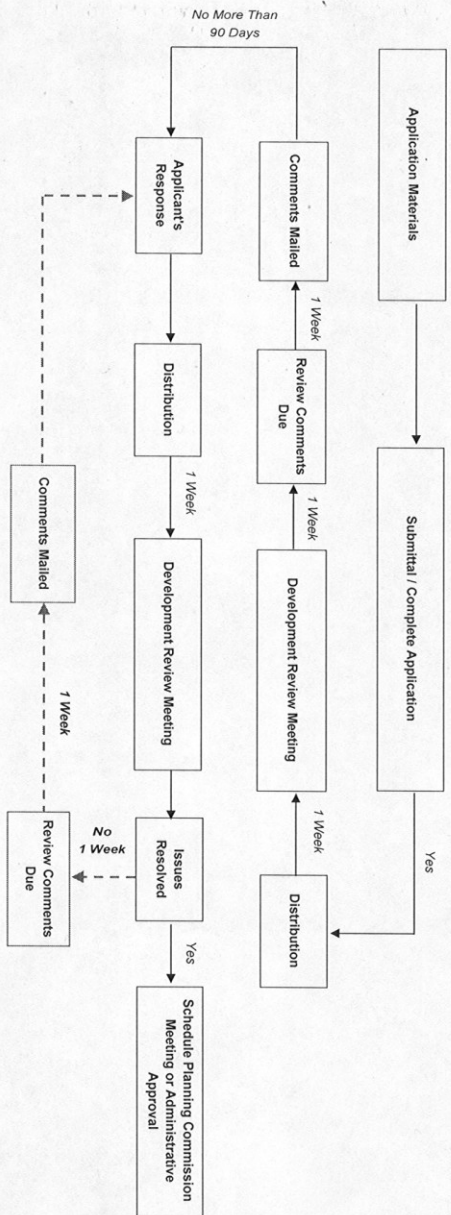 Application Materials
Submittal / Complete Application
Yes
Distribution
1 Week
Development Review Meeting
1 Week
Review Comments
Due
1 Week
Comments Mailed
No More Than
90 Days
Applicant's
Response
Distribution
1 Week
Development Review Meeting
Issues
Resolved
Yes
Schedule Planning Commission
Meeting or Administrative
Approval
No
1 Week
Review Comments
Due
1 Week
Comments Mailed